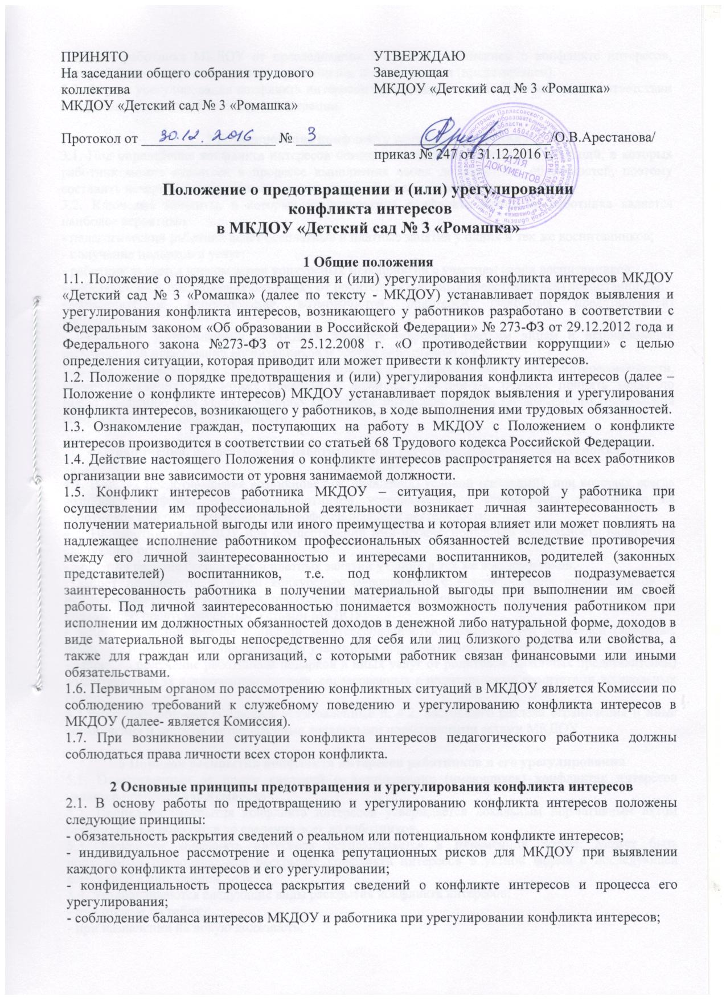 ПРИНЯТО
На заседании общего собрания трудового
коллектива
МКДОУ «Детский сад № 3 «Ромашка»
Протокол от 30.12.2016 № 3
УТВЕРЖДАЮ
Заведующая
МКДОУ «Детский сад № 3 «Ромашка»
/О.В.Арестанова/
приказ № 247 от 31.12.2016 г.
ДЛЯ
ДОКУМЕНТОВ
Положение о предотвращении и (или) урегулировании
конфликта интересов
в МКДОУ «Детский сад № 3 «Ромашка»
1 Общие положения
1.1. Положение о порядке предотвращения и (или) урегулирования конфликта интересов МКДОУ
«Детский сад № 3 «Ромашка» (далее по тексту - МКДОУ) устанавливает порядок выявления и
урегулирования конфликта интересов, возникающего у работников разработано в соответствии с
Федеральным законом «Об образовании в Российской Федерации» № 273-ФЗ от 29.12.2012 года и
Федерального закона №273-ФЗ от 25.12.2008 г. «О противодействии коррупции» с целью
определения ситуации, которая приводит или может привести к конфликту интересов.
1.2. Положение о порядке предотвращения и (или) урегулирования конфликта интересов (далее –
Положение о конфликте интересов) МКДОУ устанавливает порядок выявления и урегулирования
конфликта интересов, возникающего у работников, в ходе выполнения ими трудовых обязанностей.
1.3. Ознакомление граждан, поступающих на работу в МКДОУ с Положением о конфликте
интересов производится в соответствии со статьей 68 Трудового кодекса Российской Федерации.
1.4. Действие настоящего Положения о конфликте интересов распространяется на всех работников
организации вне зависимости от уровня занимаемой должности.
1.5. Конфликт интересов работника МКДОУ – ситуация, при которой у работника при
осуществлении им профессиональной деятельности возникает личная заинтересованность в
получении материальной выгоды или иного преимущества и которая влияет или может повлиять на
надлежащее исполнение работником профессиональных обязанностей вследствие противоречия
между его личной заинтересованностью и интересами воспитанников, родителей (законных
представителей) воспитанников, т.е. под конфликтом интересов подразумевается
заинтересованность работника в получении материальной выгоды при выполнении им своей
работы. Под личной заинтересованностью понимается возможность получения работником при
исполнении им должностных обязанностей доходов в денежной либо натуральной форме, доходов в
виде материальной выгоды непосредственно для себя или лиц близкого родства или свойства, а
также для граждан или организаций, с которыми работник связан финансовыми или иными
обязательствами.
1.6. Первичным органом по рассмотрению конфликтных ситуаций в МКДОУ является Комиссии по
соблюдению требований к служебному поведению и урегулированию конфликта интересов в
МКДОУ (далее- является Комиссия).
1.7. При возникновении ситуации конфликта интересов педагогического работника должны
соблюдаться права личности всех сторон конфликта.
2 Основные принципы предотвращения и урегулирования конфликта интересов
2.1. В основу работы по предотвращению и урегулированию конфликта интересов положены
следующие принципы:
- обязательность раскрытия сведений о реальном или потенциальном конфликте интересов;
- индивидуальное рассмотрение и оценка репутационных рисков для МКДОУ при выявлении
каждого конфликта интересов и его урегулировании;
- конфиденциальность процесса раскрытия сведений о конфликте интересов и процесса его
урегулирования;
- соблюдение баланса интересов МКДОУ и работника при урегулировании конфликта интересов;